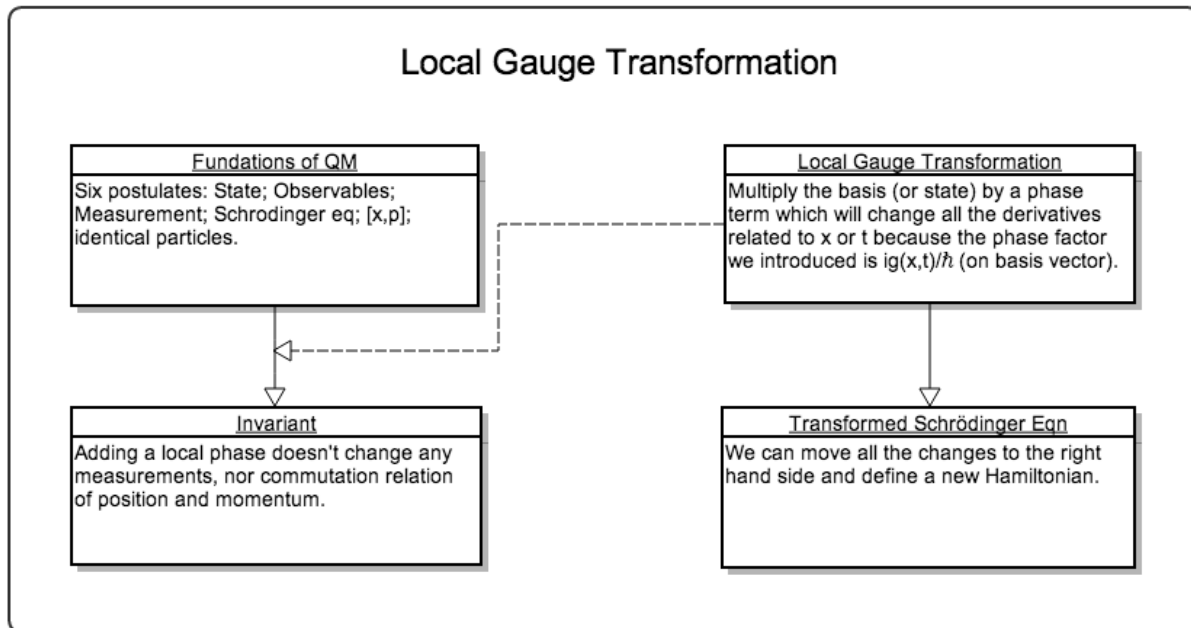 Local Gauge Transformation
Fundations of QM
Six postulates: State; Observables;
Measurement; Schrodinger eq; [x,p];
identical particles.
Local Gauge Transformation
Multiply the basis (or state) by a phase
term which will change all the derivatives
related to x or t because the phase factor
we introduced is ig(x,t)/ħ (on basis vector).
Invariant
Adding a local phase doesn't change any
measurements, nor commutation relation
of position and momentum.
Transformed Schrödinger Eqn
We can move all the changes to the right
hand side and define a new Hamiltonian.